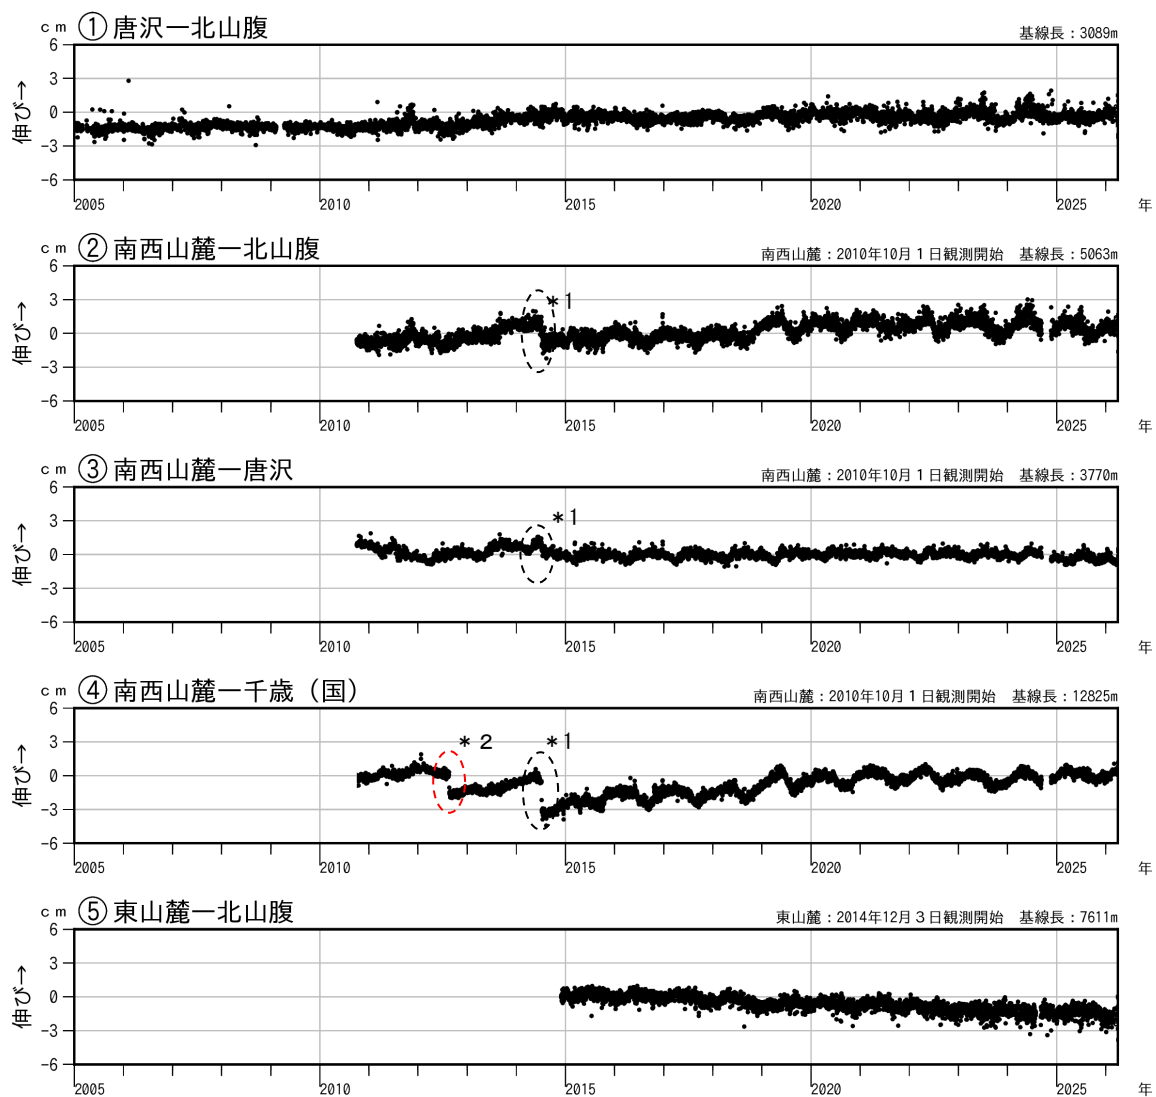 cm ①唐沢－北山腹 基線長：3089m
6
3
0
-3
-6
伸び→
2005 2010 2015 2020 2025 年
cm ②南西山麓－北山腹 南西山麓：2010年10月１日観測開始 基線長：5063m
6
3
0
-3
-6
伸び→
＊1
2005 2010 2015 2020 2025 年
cm ③南西山麓－唐沢 南西山麓：2010年10月１日観測開始 基線長：3770m
6
3
0
-3
-6
伸び→
＊1
2005 2010 2015 2020 2025 年
cm ④南西山麓－千歳（国） 南西山麓：2010年10月１日観測開始 基線長：12825m
6
3
0
-3
-6
伸び→
＊２ ＊1
2005 2010 2015 2020 2025 年
cm ⑤東山麓－北山腹 東山麓：2014年12月３日観測開始 基線長：7611m
6
3
0
-3
-6
伸び→
2005 2010 2015 2020 2025 年